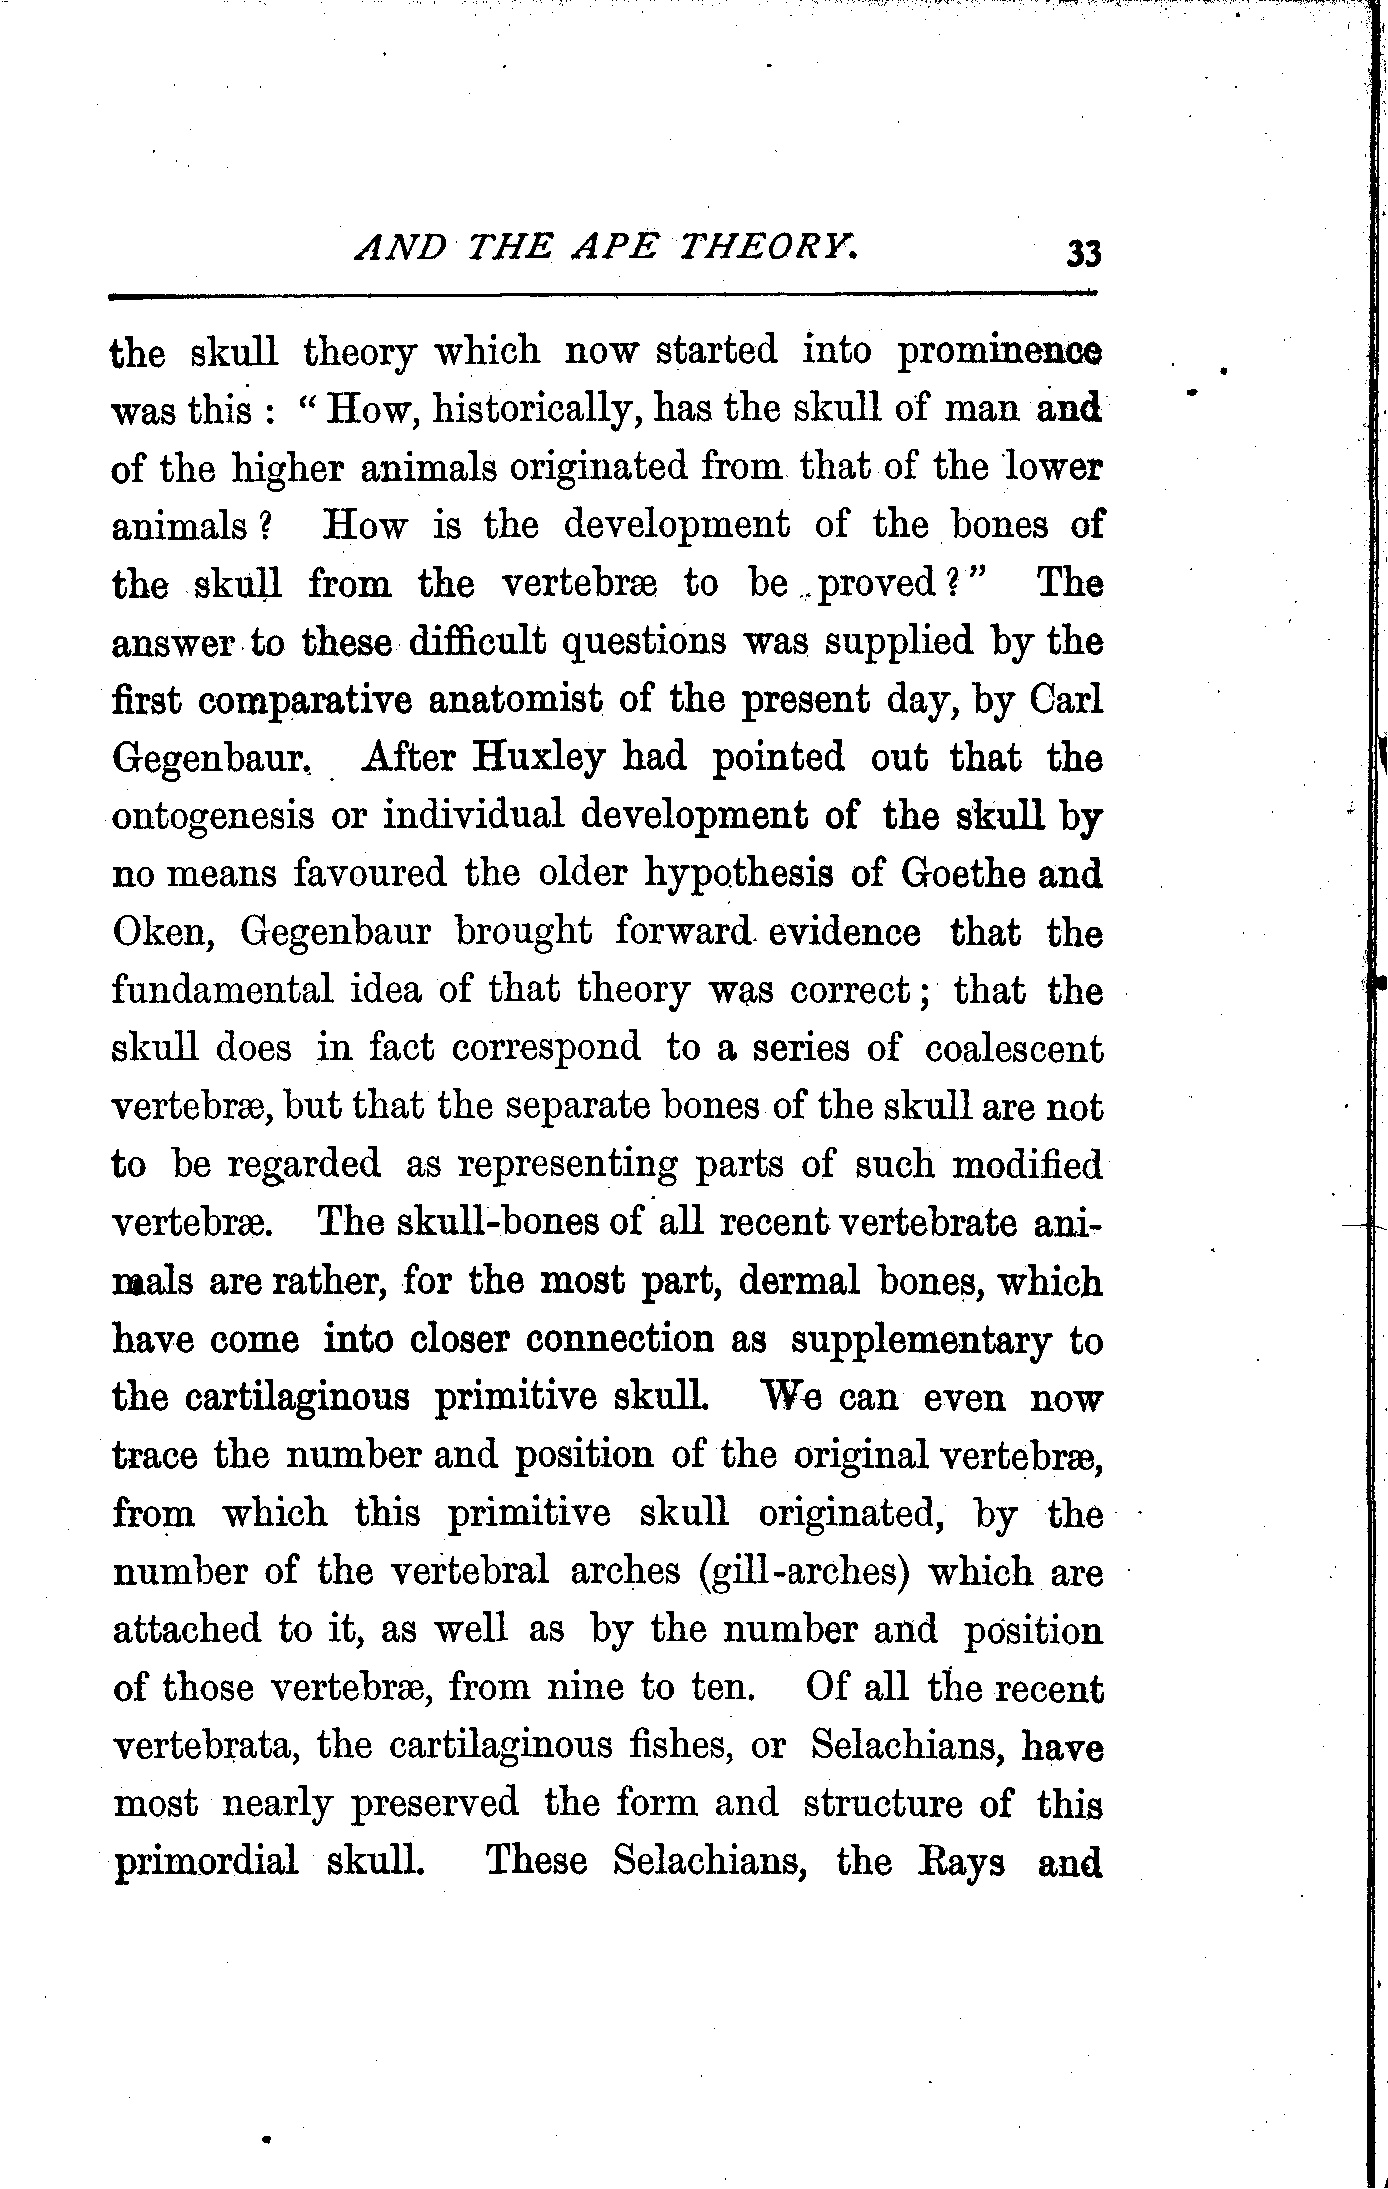 AND THE APE THEORY. 33
the skull theory which now started into prominence
was this : “ How, historically, has the skull of man and
of the higher animals originated from that of the lower
animals ? How is the development of the bones of
the skull from the vertebræ to be proved ? ” The
answer to these difficult questions was supplied by the
first comparative anatomist of the present day, by Carl
Gegenbaur. After Huxley had pointed out that the
ontogenesis or individual development of the skull by
no means favoured the older hypothesis of Goethe and
Oken, Gegenbaur brought forward evidence that the
fundamental idea of that theory was correct ; that the
skull does in fact correspond to a series of coalescent
vertebræ, but that the separate bones of the skull are not
to be regarded as representing parts of such modified
vertebræ. The skull-bones of all recent vertebrate ani-
mals are rather, for the most part, dermal bones, which
have come into closer connection as supplementary to
the cartilaginous primitive skull. We can even now
trace the number and position of the original vertebræ,
from which this primitive skull originated, by the
number of the vertebral arches (gill-arches) which are
attached to it, as well as by the number and position
of those vertebræ, from nine to ten. Of all the recent
vertebrata, the cartilaginous fishes, or Selachians, have
most nearly preserved the form and structure of this
primordial skull. These Selachians, the Rays and